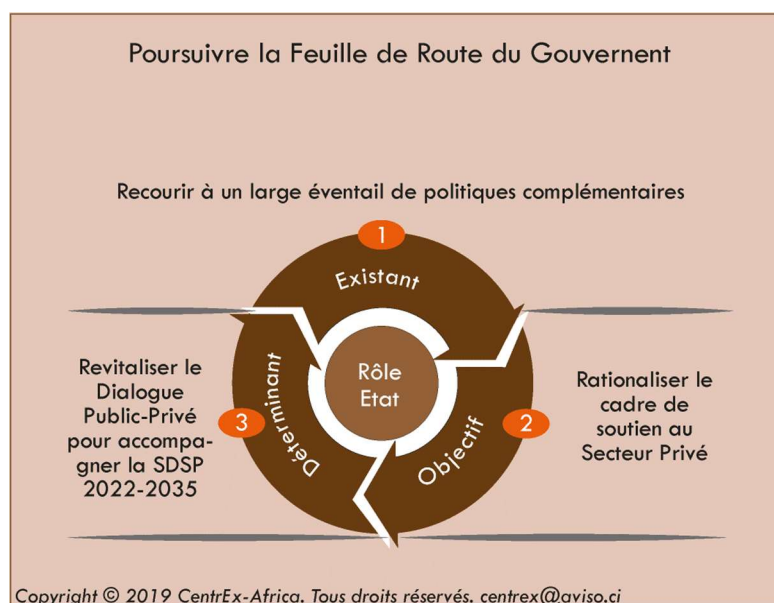 Poursuivre la Feuille de Route du Gouvernent
Recourir à un large éventail de politiques complémentaires
1
Existant
Rôle
Etat
Revitaliser le
Dialogue
Public-Privé
pour accompa-
gner la SDSP
2022-2035
3
Déterminant
Objectif
2
Rationaliser le
cadre de
soutien au
Secteur Privé
Copyright © 2019 CentrEx-Africa. Tous droits réservés. centrex@aviso.ci